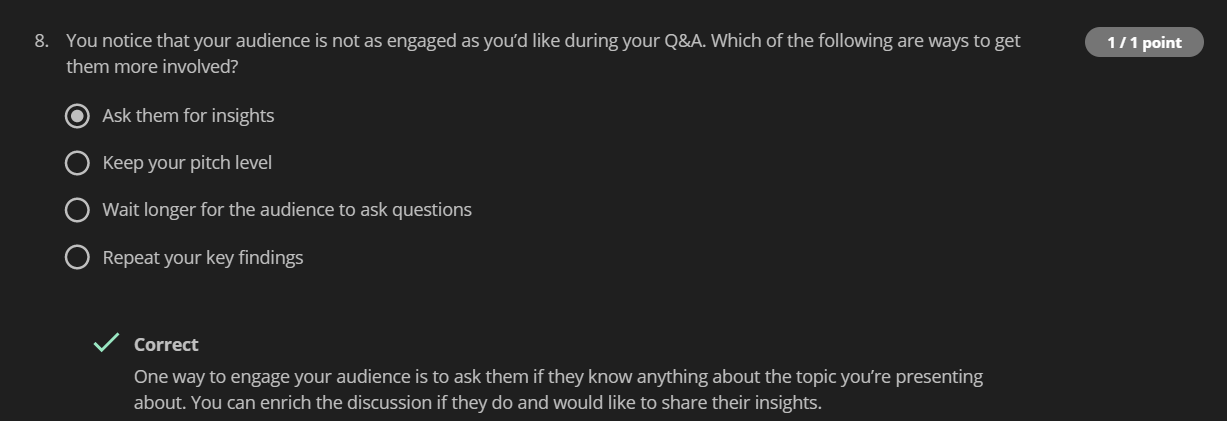 8. You notice that your audience is not as engaged as you’d like during your Q&A. Which of the following are ways to get
them more involved?
1 / 1 point
Ask them for insights
Keep your pitch level
Wait longer for the audience to ask questions
Repeat your key findings
Correct
One way to engage your audience is to ask them if they know anything about the topic you’re presenting
about. You can enrich the discussion if they do and would like to share their insights.